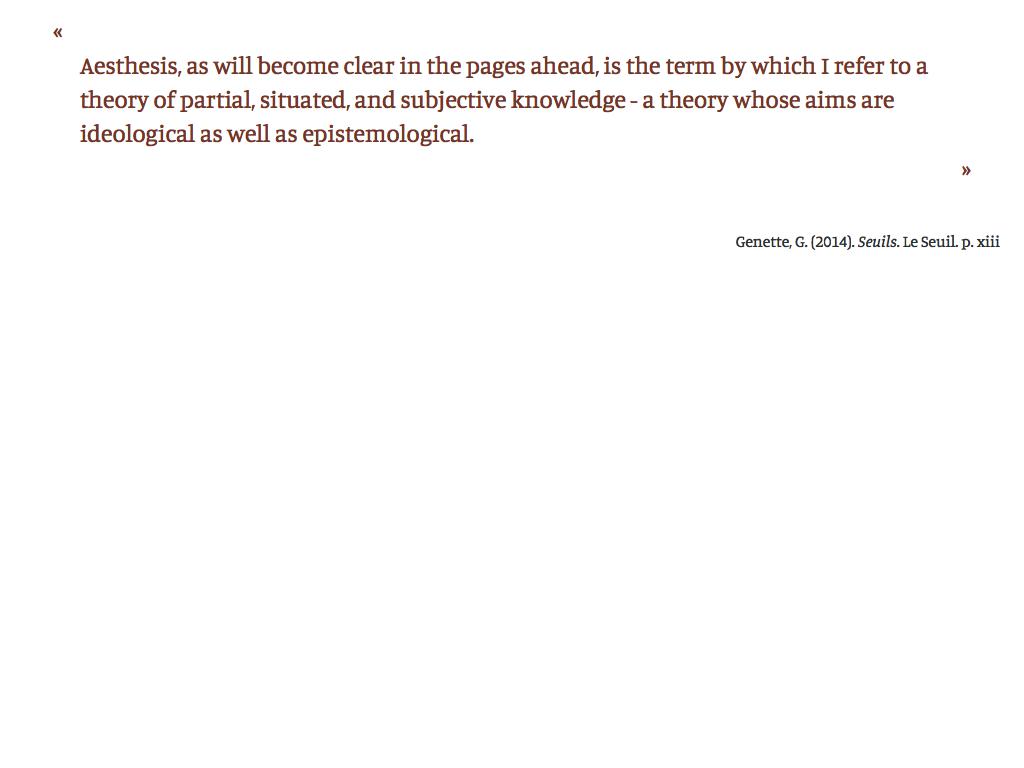 «
Aesthesis, as will become clear in the pages ahead, is the term by which I refer to a
theory of partial, situated, and subjective knowledge - a theory whose aims are
ideological as well as epistemological.
»
Genette, G. (2014). Seuils. Le Seuil. p. xiii